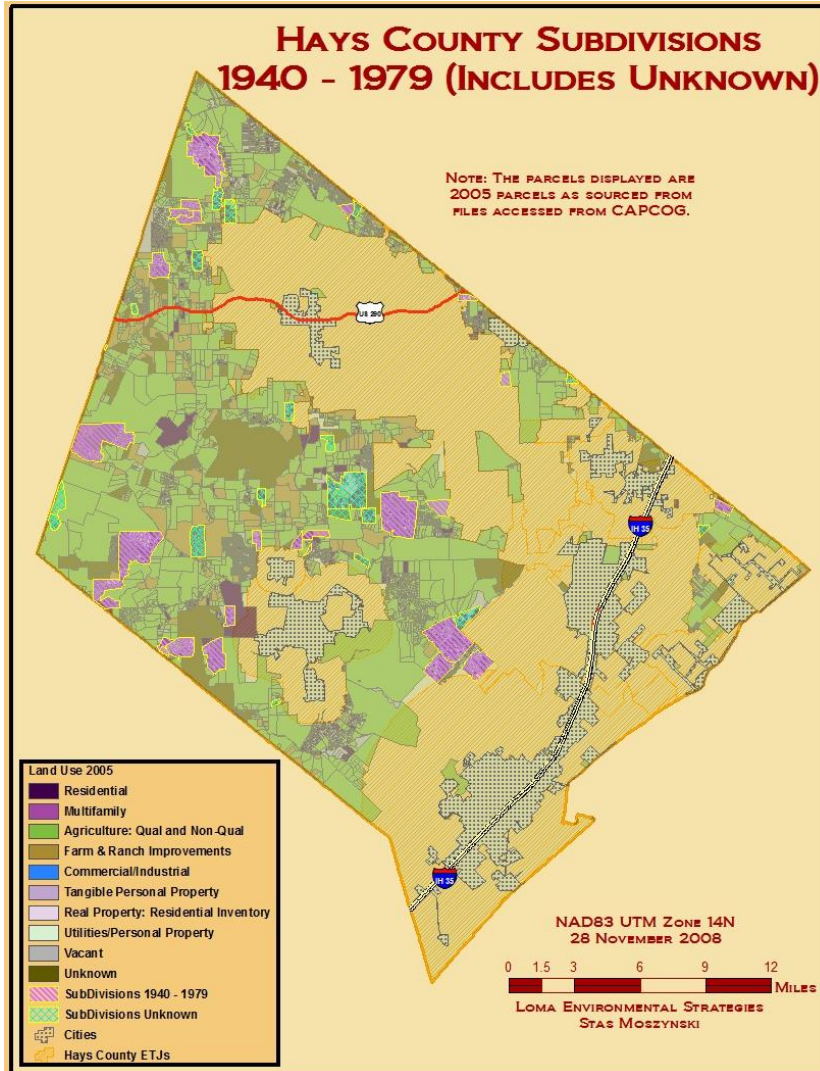 Hays County Subdivisions
1940 - 1979 (Includes Unknown)
Note: The parcels displayed are
2005 parcels as sourced from
files accessed from CAPCOG.
US 290
IH 35
IH 35
Land Use 2005
Residential
Multifamily
Agriculture: Qual and Non-Qual
Farm & Ranch Improvements
Commercial/Industrial
Tangible Personal Property
Real Property: Residential Inventory
Utilities/Personal Property
Vacant
Unknown
SubDivisions 1940 - 1979
SubDivisions Unknown
Cities
Hays County ETJs
NAD83 UTM Zone 14N
28 November 2008
0 1.5 3 6 9 12
Miles
Loma Environmental Strategies
Stas Moszynski